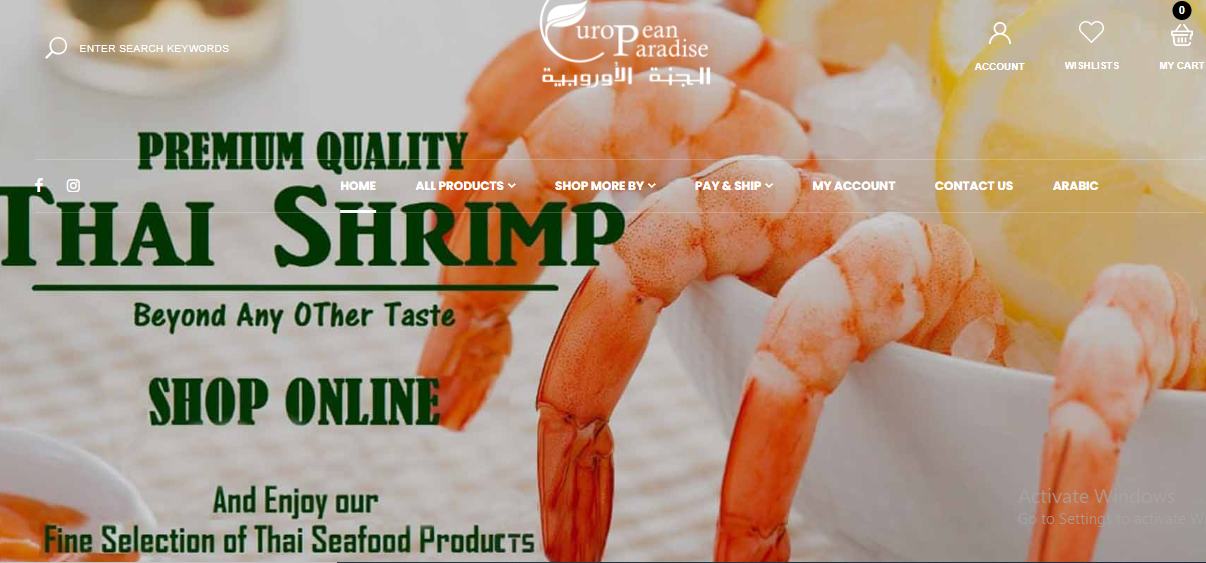 0
European
Paradise
الجنة الأوروبية
ENTER SEARCH KEYWORDS
ACCOUNT
WISHLISTS
MY CART
PREMIUM QUALITY
HOME
ALL PRODUCTS
SHOP MORE BY
PAY & SHIP
MY ACCOUNT
CONTACT US
ARABIC
THAI SHRIMP
Beyond Any OTher Taste
SHOP ONLINE
And Enjoy our
Fine Selection of Thai Seafood Products
Activate Windows
Go to Settings to activate W